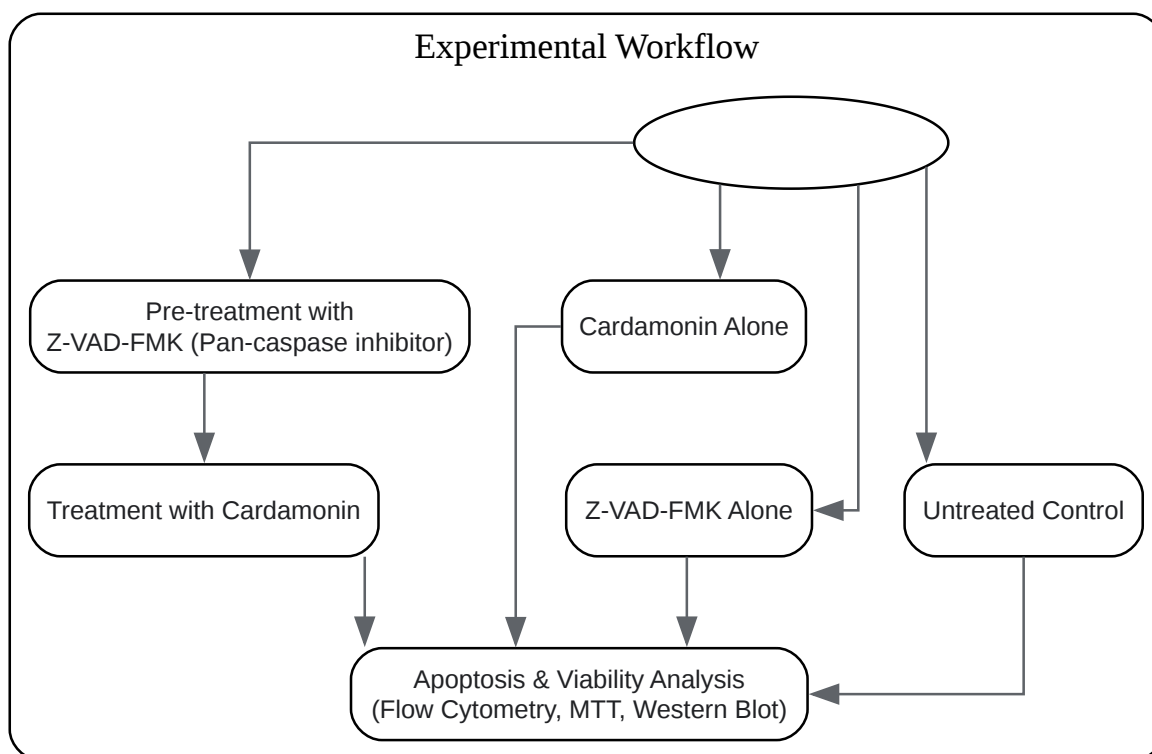 Experimental Workflow
Pre-treatment with
Z-VAD-FMK (Pan-caspase inhibitor)
Cardamonin Alone
Treatment with Cardamonin
Z-VAD-FMK Alone
Untreated Control
Apoptosis & Viability Analysis
(Flow Cytometry, MTT, Western Blot)